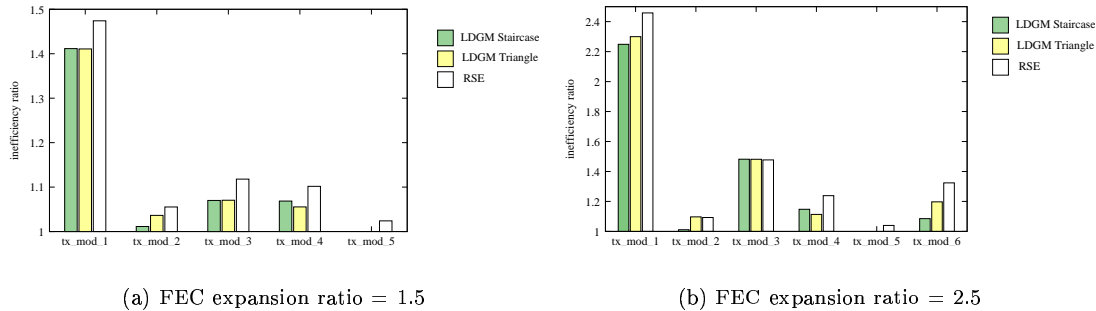 1.5
1.4
1.3
1.2
1.1
1
inefficiency ratio
tx_mod_1 tx_mod_2 tx_mod_3 tx_mod_4 tx_mod_5
LDGM Staircase
LDGM Triangle
RSE
(a) FEC expansion ratio = 1.5
2.4
2.2
2
1.8
1.6
1.4
1.2
1
inefficiency ratio
tx_mod_1 tx_mod_2 tx_mod_3 tx_mod_4 tx_mod_5 tx_mod_6
LDGM Staircase
LDGM Triangle
RSE
(b) FEC expansion ratio = 2.5